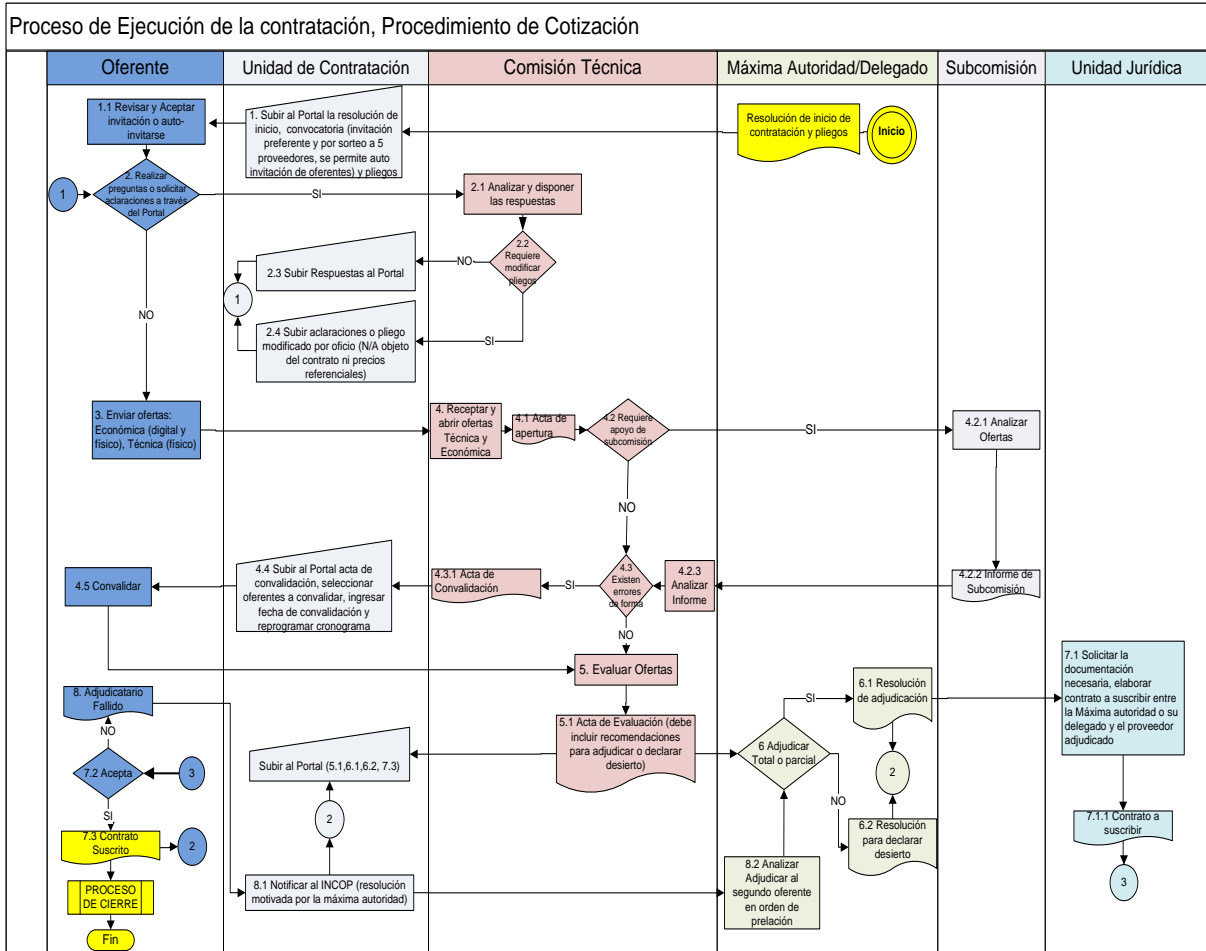 Proceso de Ejecución de la contratación, Procedimiento de Cotización
Oferente
Unidad de Contratación
Comisión Técnica
Máxima Autoridad/Delegado
Subcomisión
Unidad Jurídica
1.1 Revisar y Aceptar
invitación o auto-
invitarse
1. Subir al Portal la resolución de
inicio, convocatoria (invitación
preferente y por sorteo a 5
proveedores, se permite auto
invitación de oferentes) y pliegos
Resolución de inicio de
contratación y pliegos
Inicio
1
2. Realizar
preguntas o solicitar
aclaraciones a través
del Portal
SI
2.1 Analizar y disponer
las respuestas
2.2
Requiere
modificar
pliegos
NO
2.3 Subir Respuestas al Portal
1
NO
SI
2.4 Subir aclaraciones o pliego
modificado por oficio (N/A objeto
del contrato ni precios
referenciales)
3. Enviar ofertas:
Económica (digital y
físico), Técnica (físico)
4. Receptar y
abrir ofertas
Técnica y
Económica
4.1 Acta de
apertura
4.2 Requiere
apoyo de
subcomisión
SI
4.2.1 Analizar
Ofertas
NO
4.5 Convalidar
4.4 Subir al Portal acta de
convalidación, seleccionar
oferentes a convalidar, ingresar
fecha de convalidación y
reprogramar cronograma
4.3.1 Acta de
Convalidación
SI
4.3
Existen
errores
de forma
4.2.3
Analizar
Informe
4.2.2 Informe de
Subcomisión
NO
5. Evaluar Ofertas
8. Adjudicatario
Fallido
NO
7.2 Acepta
3
SI
7.3 Contrato
Suscrito
2
PROCESO
DE CIERRE
Fin
Subir al Portal (5.1,6.1,6.2, 7.3)
2
8.1 Notificar al INCOP (resolución
motivada por la máxima autoridad)
5.1 Acta de Evaluación (debe
incluir recomendaciones
para adjudicar o declarar
desierto)
6 Adjudicar
Total o parcial
SI
6.1 Resolución
de adjudicación
2
NO
6.2 Resolución
para declarar
desierto
8.2 Analizar
Adjudicar al
segundo oferente
en orden de
prelación
7.1 Solicitar la
documentación
necesaria, elaborar
contrato a suscribir entre
la Máxima autoridad o su
delegado y el proveedor
adjudicado
7.1.1 Contrato a
suscribir
3